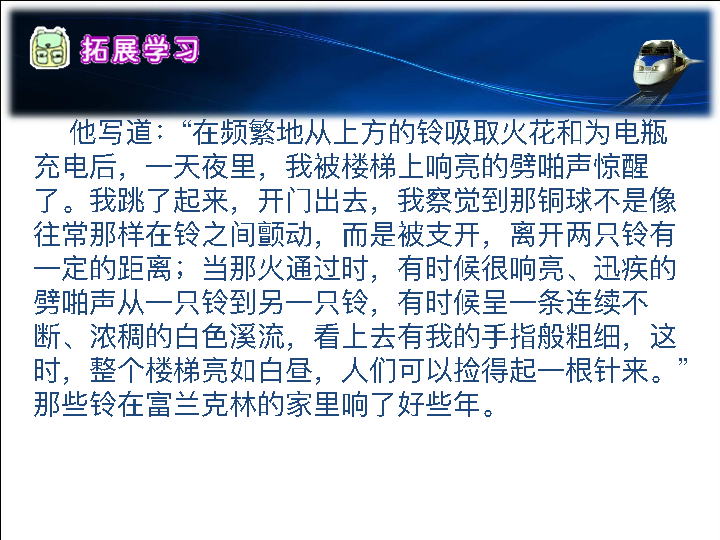 拓展学习
他写道：“在频繁地从上方的铃吸取火花和为电瓶
充电后，一天夜里，我被楼梯上响亮的劈啪声惊醒
了。我跳了起来，开门出去，我察觉到那铜球不是像
往常那样在铃之间颤动，而是被支开，离开两只铃有
一定的距离；当那火通过时，有时候很响亮、迅疾的
劈啪声从一只铃到另一只铃，有时候呈一条连续不
断、浓稠的白色溪流，看上去有我的手指般粗细，这
时，整个楼梯亮如白昼，人们可以捡得起一根针来。”
那些铃在富兰克林的家里响了好些年。